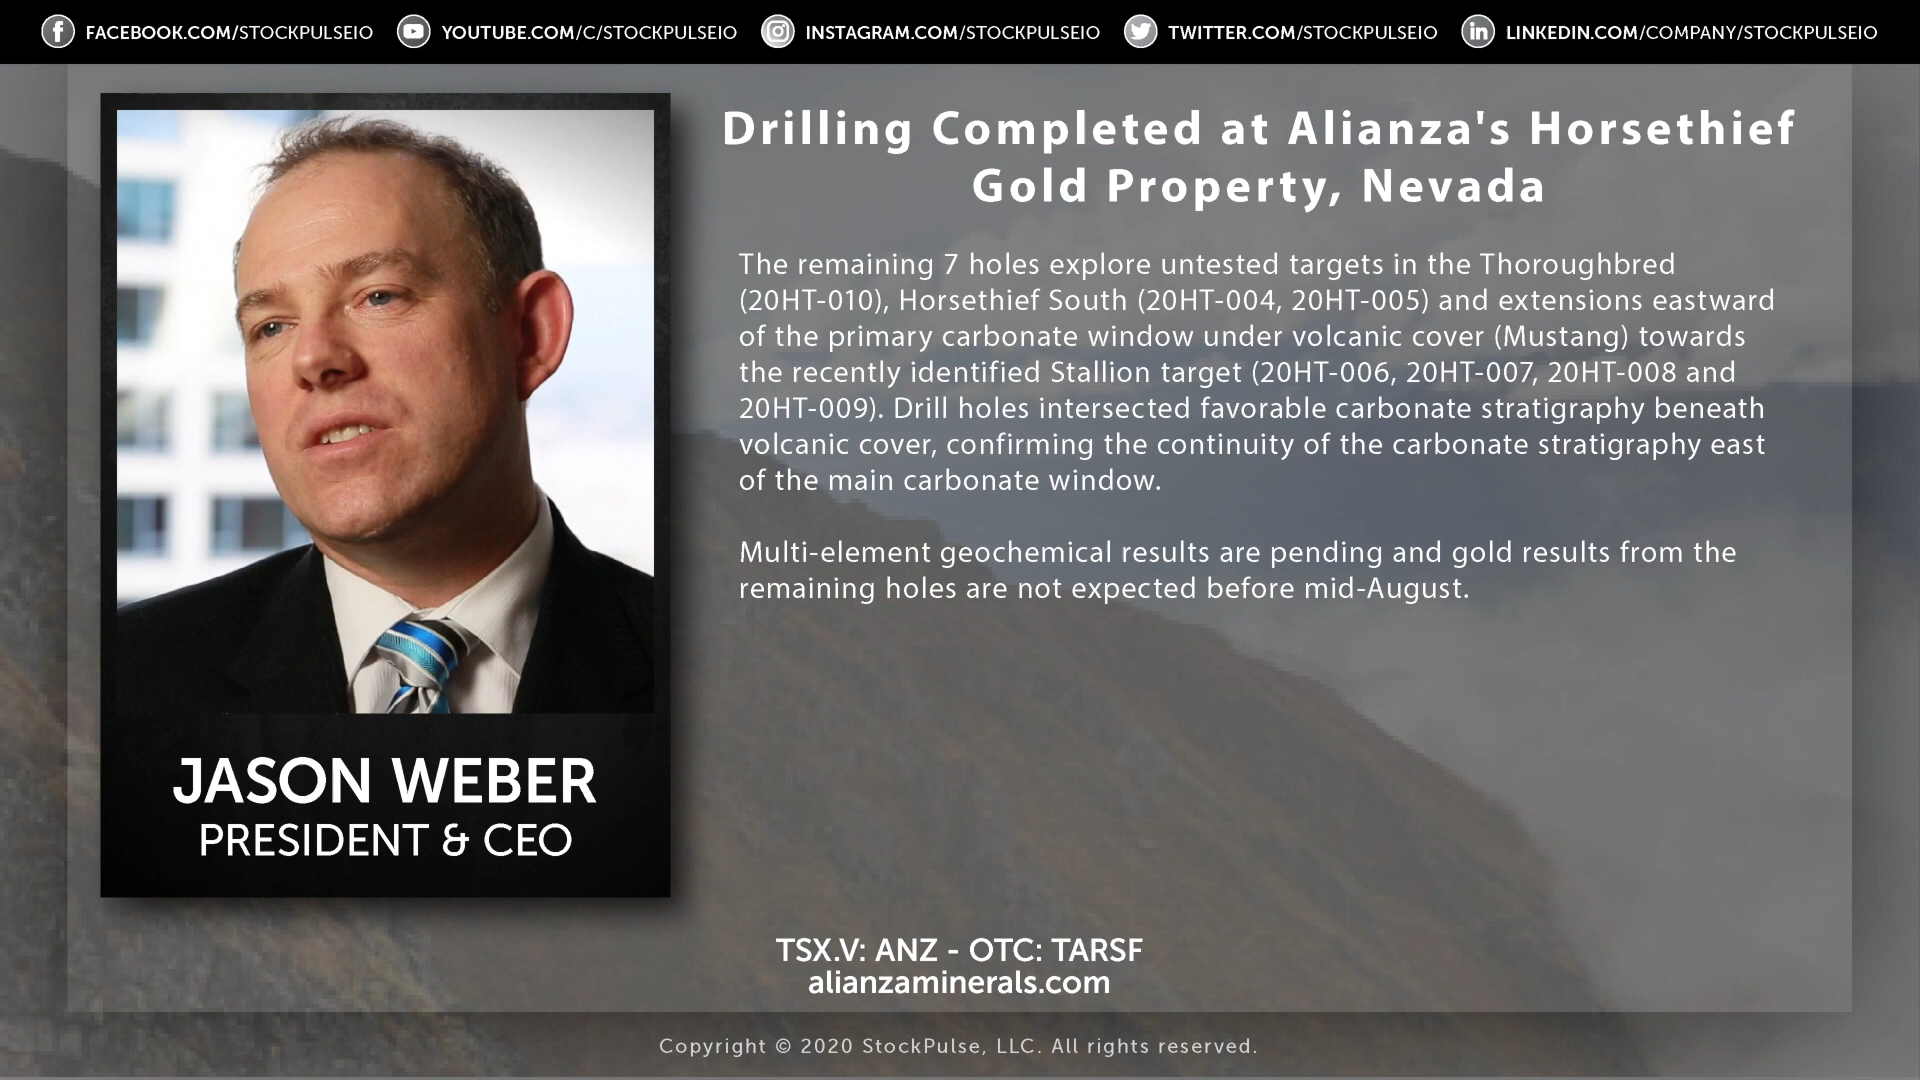 FACEBOOK.COM/STOCKPULSEIO YOUTUBE.COM/C/STOCKPULSEIO INSTAGRAM.COM/STOCKPULSEIO TWITTER.COM/STOCKPULSEIO LINKEDIN.COM/COMPANY/STOCKPULSEIO
Drilling Completed at Alianza's Horsethief
Gold Property, Nevada
The remaining 7 holes explore untested targets in the Thoroughbred
(20HT-010), Horsethief South (20HT-004, 20HT-005) and extensions eastward
of the primary carbonate window under volcanic cover (Mustang) towards
the recently identified Stallion target (20HT-006, 20HT-007, 20HT-008 and
20HT-009). Drill holes intersected favorable carbonate stratigraphy beneath
volcanic cover, confirming the continuity of the carbonate stratigraphy east
of the main carbonate window.
Multi-element geochemical results are pending and gold results from the
remaining holes are not expected before mid-August.
JASON WEBER
PRESIDENT & CEO
TSX.V: ANZ - OTC: TARSF
alianzaminerals.com
Copyright © 2020 StockPulse, LLC. All rights reserved.